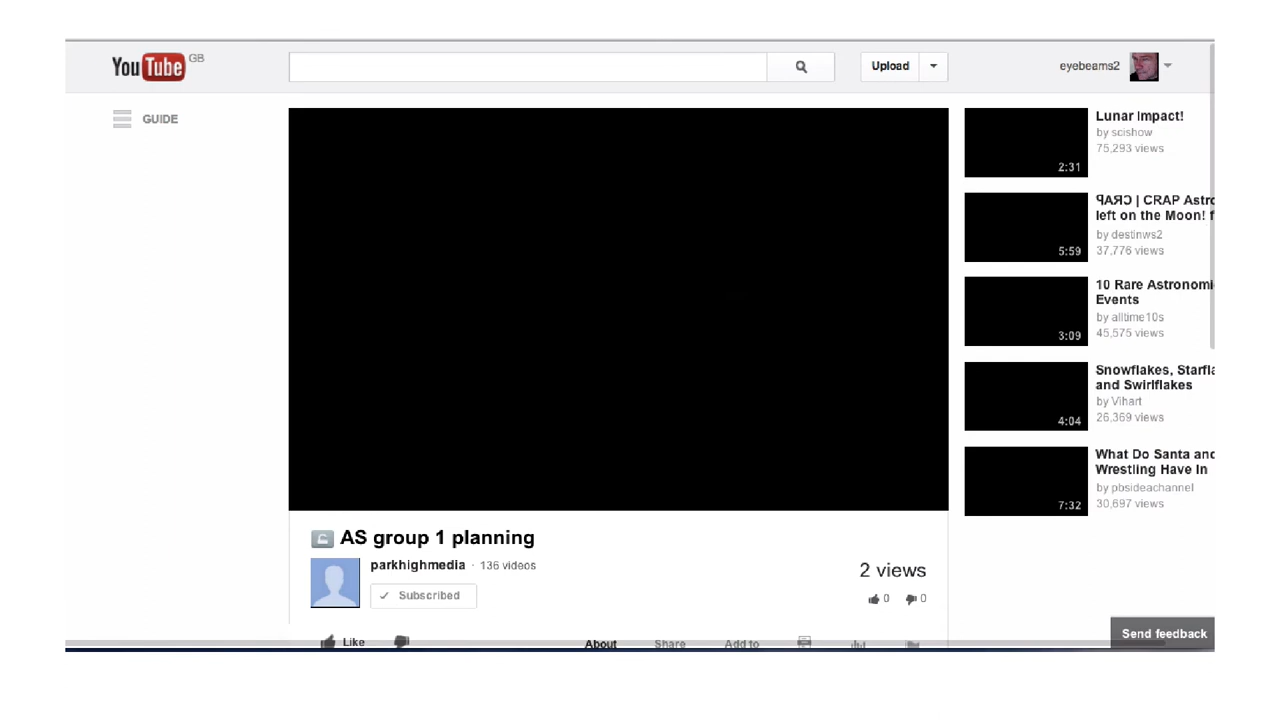 YouTube GB
Upload
eyebeams2
GUIDE
Lunar Impact!
by scishow
75,293 views
2:31
ꟼAЯƆ | CRAP Astro
left on the Moon! f
by destinws2
37,776 views
5:59
10 Rare Astronomi
Events
by alltime10s
45,575 views
3:09
Snowflakes, Starfla
and Swirlflakes
by Vihart
26,369 views
4:04
What Do Santa and
Wrestling Have In
by pbsideachannel
30,697 views
7:32
AS group 1 planning
parkhighmedia · 136 videos
Subscribed
2 views
0 0
Like
About Share Add to
Send feedback